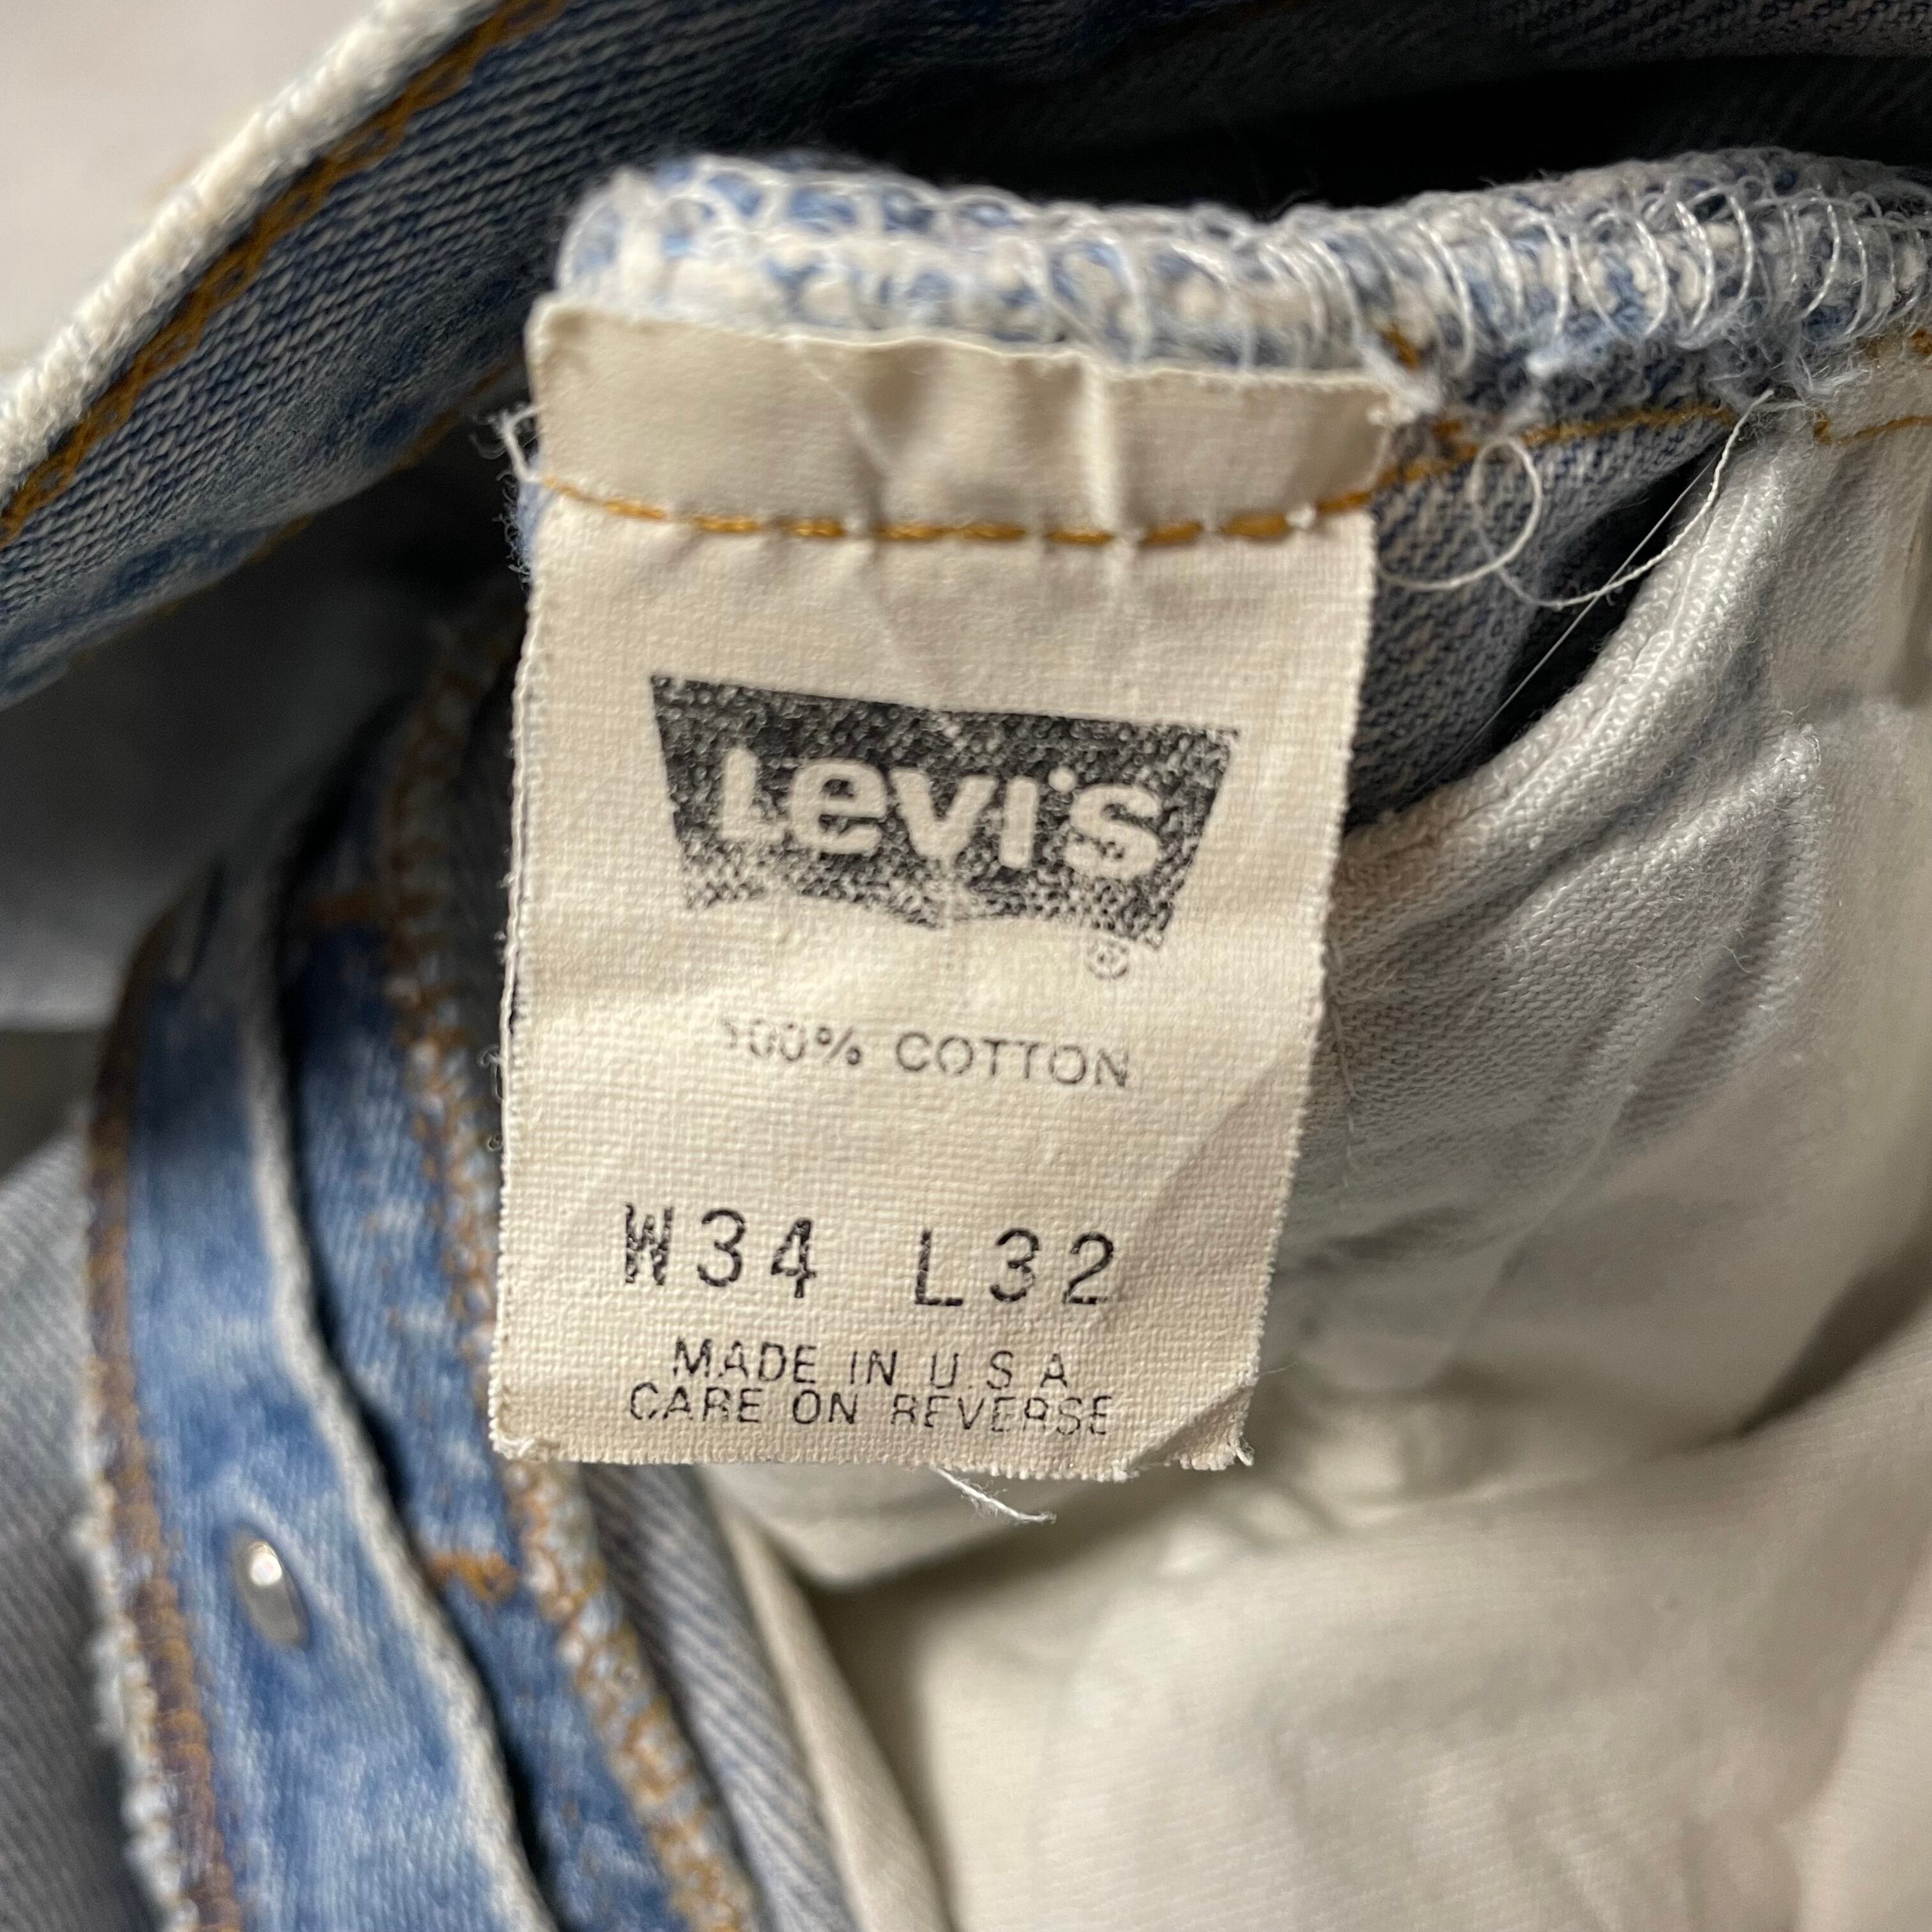 Levi's
®
100% COTTON
W34 L32
MADE IN U.S.A
CARE ON REVERSE